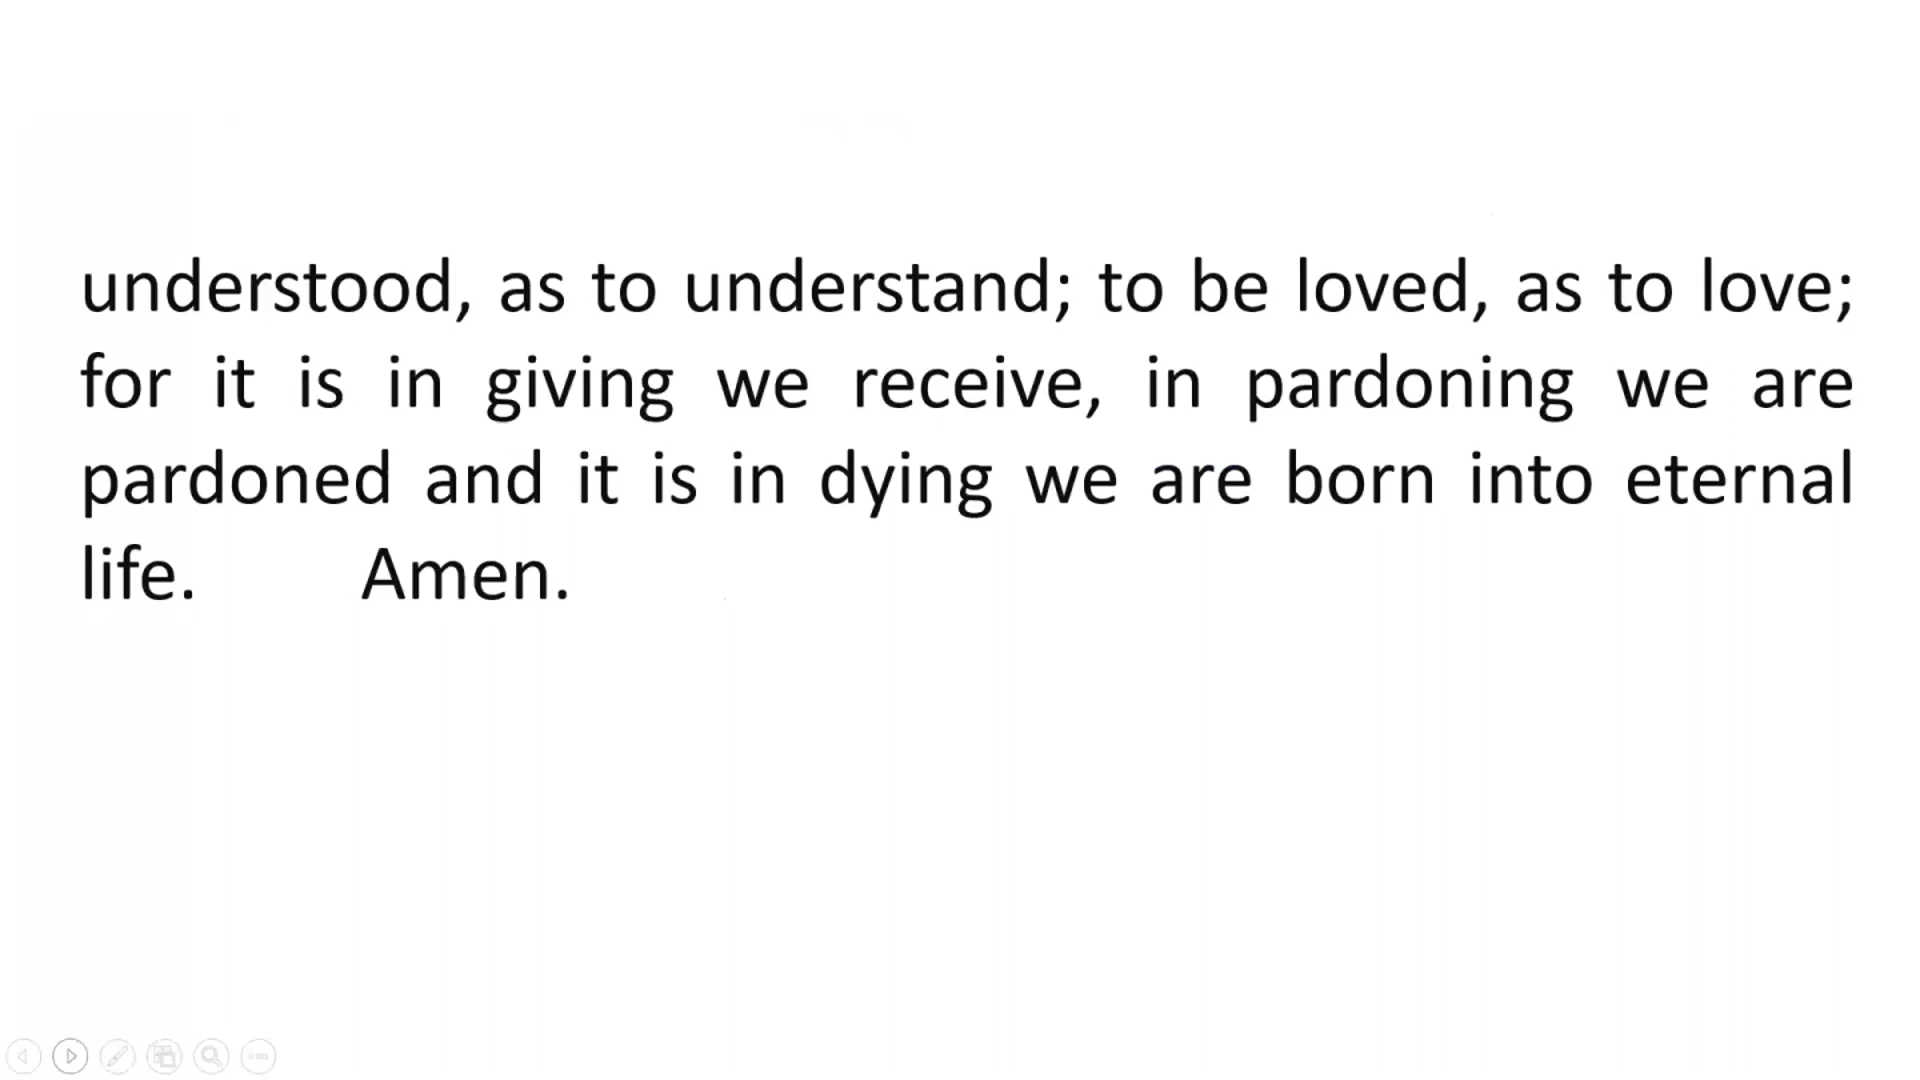 understood, as to understand; to be loved, as to love;
for it is in giving we receive, in pardoning we are
pardoned and it is in dying we are born into eternal
life. Amen.